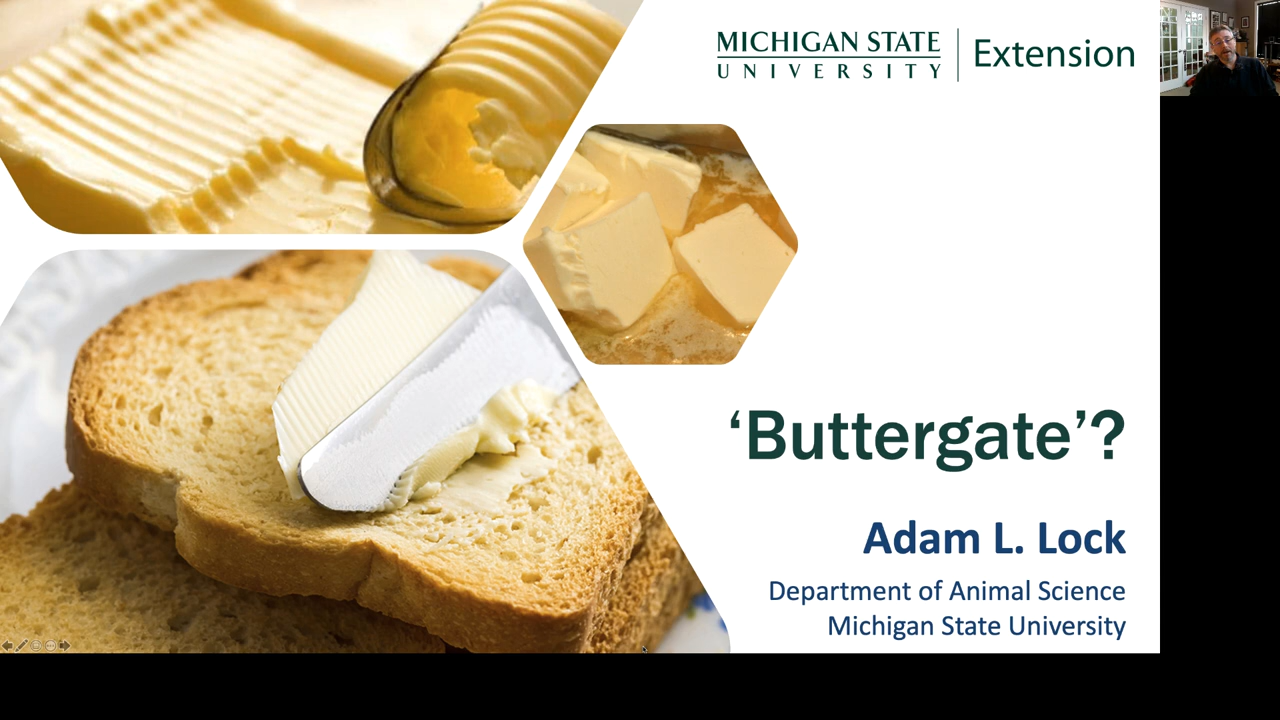 MICHIGAN STATE
UNIVERSITY
Extension
‘Buttergate’?
Adam L. Lock
Department of Animal Science
Michigan State University